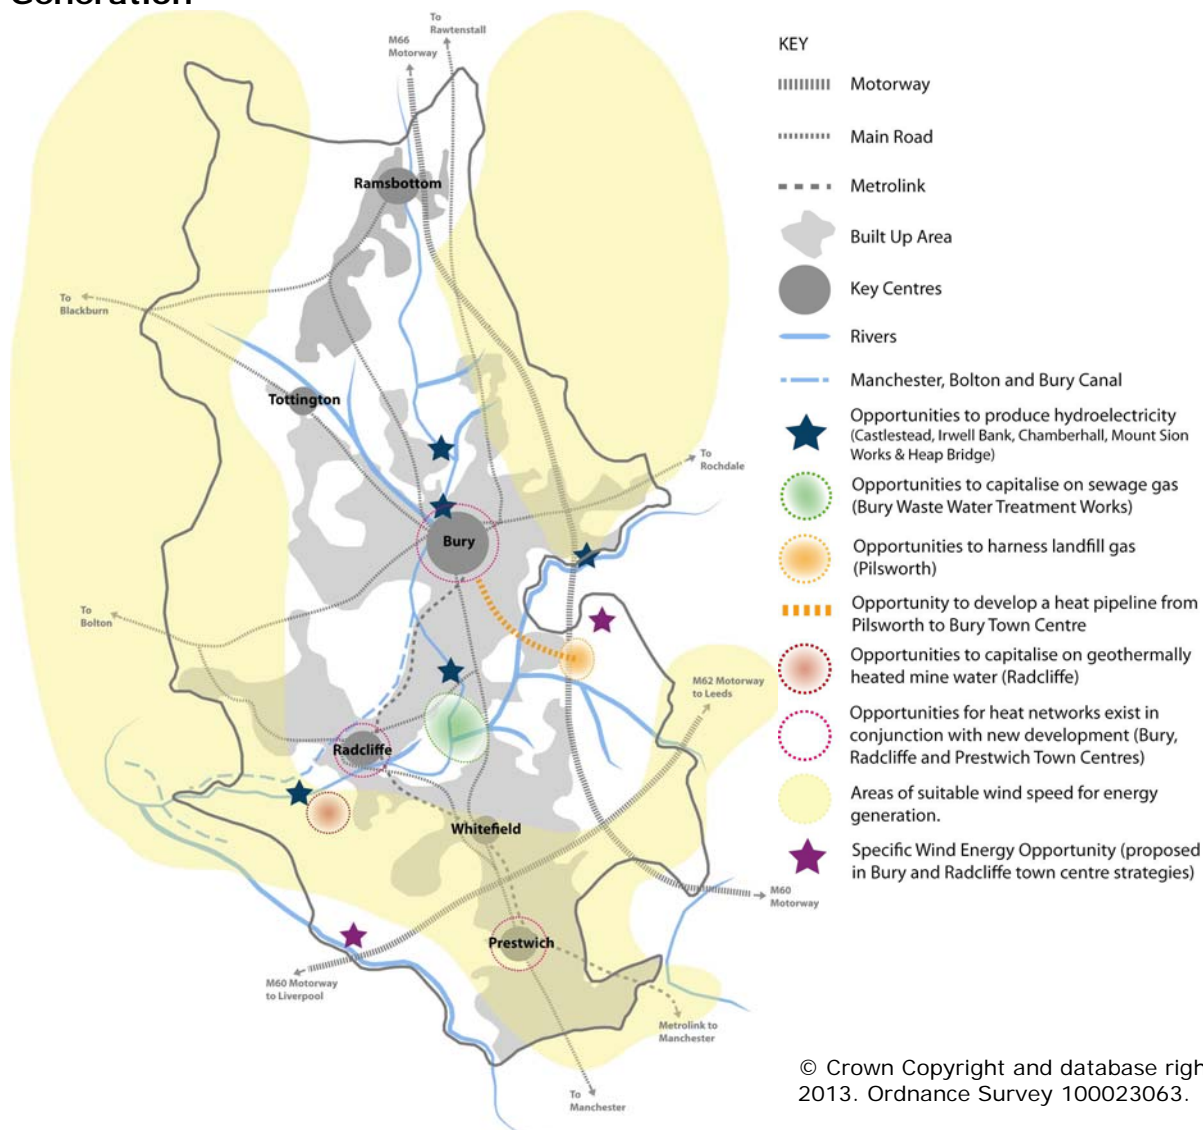 Generation
To
Rawtenstall
M66
Motorway
Ramsbottom
To
Blackburn
Tottington
To
Rochdale
Bury
To
Bolton
M62 Motorway
to Leeds
Radcliffe
Whitefield
M60
Motorway
Prestwich
M60 Motorway
to Liverpool
Metrolink to
Manchester
To
Manchester
KEY
Motorway
Main Road
Metrolink
Built Up Area
Key Centres
Rivers
Manchester, Bolton and Bury Canal
Opportunities to produce hydroelectricity
(Castlestead, Irwell Bank, Chamberhall, Mount Sion
Works & Heap Bridge)
Opportunities to capitalise on sewage gas
(Bury Waste Water Treatment Works)
Opportunities to harness landfill gas
(Pilsworth)
Opportunity to develop a heat pipeline from
Pilsworth to Bury Town Centre
Opportunities to capitalise on geothermally
heated mine water (Radcliffe)
Opportunities for heat networks exist in
conjunction with new development (Bury,
Radcliffe and Prestwich Town Centres)
Areas of suitable wind speed for energy
generation.
Specific Wind Energy Opportunity (proposed
in Bury and Radcliffe town centre strategies)
© Crown Copyright and database righ
2013. Ordnance Survey 100023063.